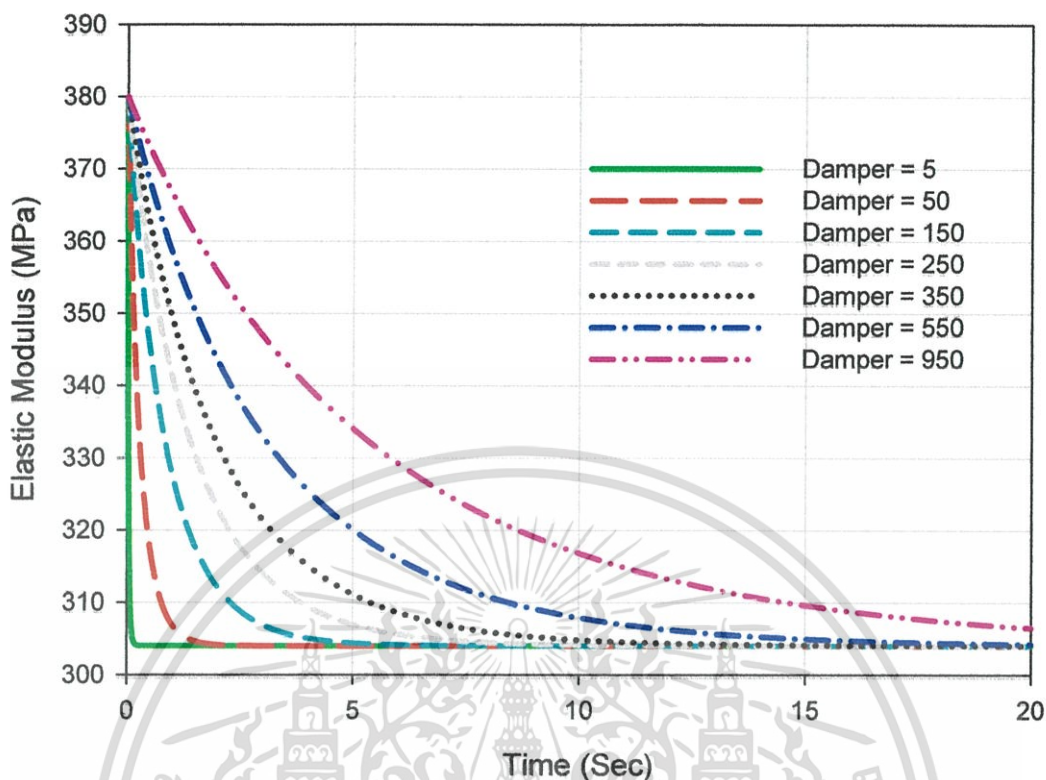 390
380
370
360
350
340
330
320
310
300
Elastic Modulus (MPa)
Damper = 5
Damper = 50
Damper = 150
Damper = 250
Damper = 350
Damper = 550
Damper = 950
0 5 10 15 20
Time (Sec)